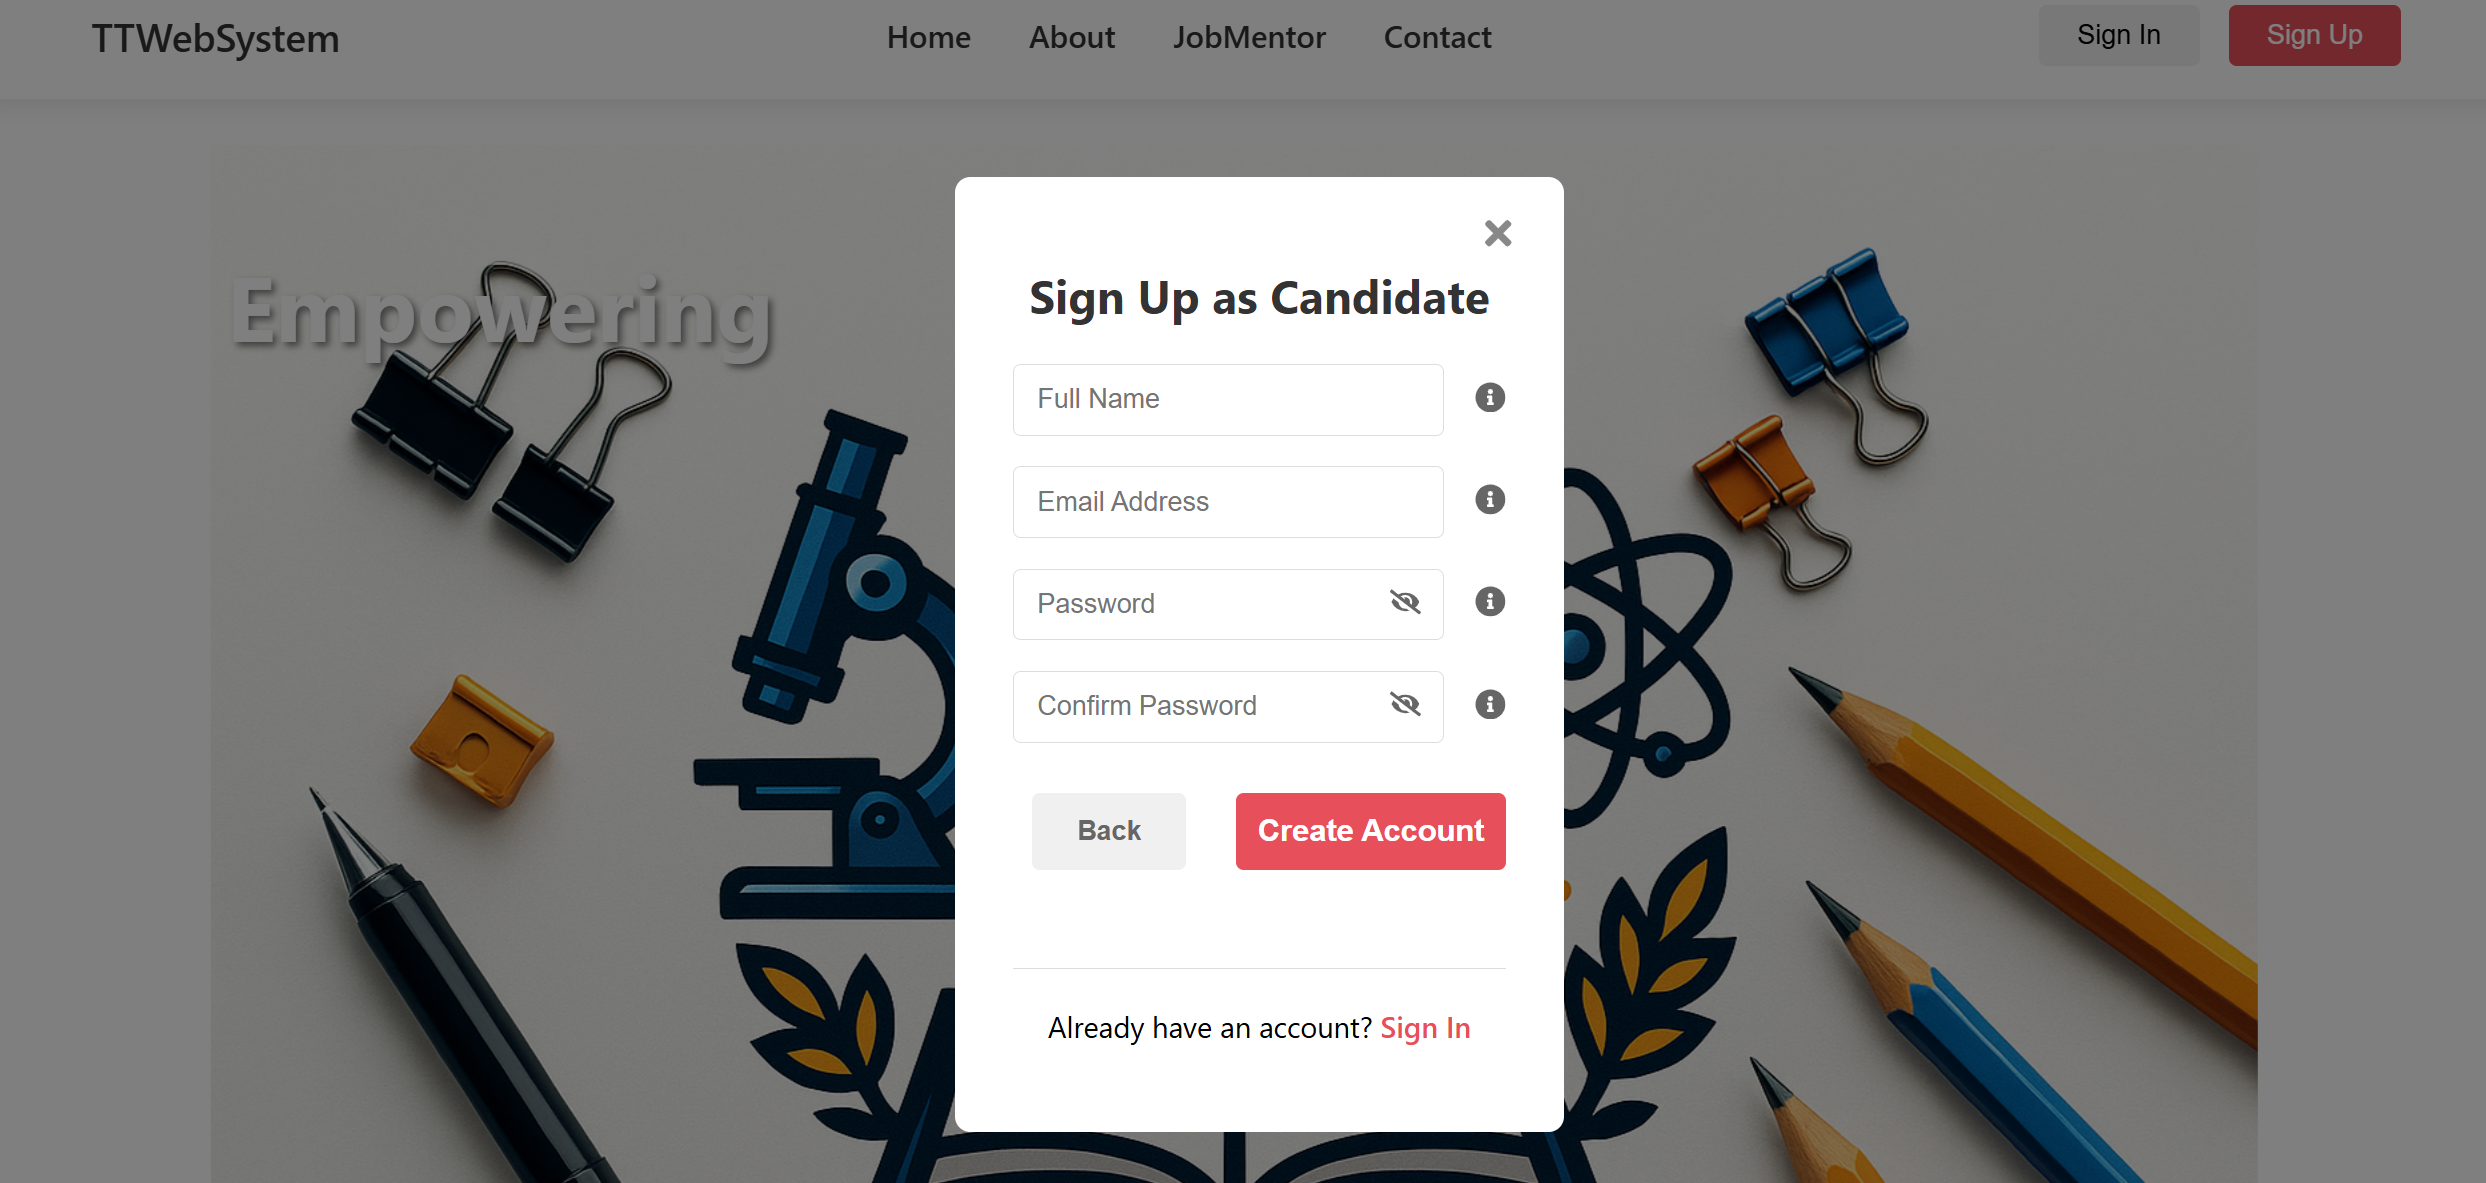 TTWebSystem
Home About JobMentor Contact
Sign In Sign Up
Empowering
Sign Up as Candidate
Full Name
Email Address
Password
Confirm Password
Back Create Account
Already have an account? Sign In